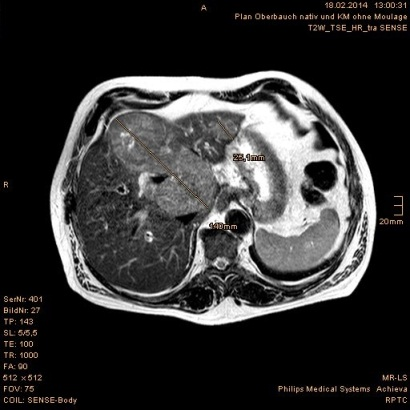 A
18.02.2014 13:00:31
Plan Oberbauch nativ und KM ohne Moulage
T2W_TSE_HR_tra SENSE
25,1mm
R
20mm
140mm
SerNr: 401
BildNr: 27
TP: 143
SL: 5/5,5
TE: 100
TR: 1000
FA: 90
512 × 512
FOV: 75
COIL: SENSE-Body
MR-LS
Philips Medical Systems Achieva
RPTC